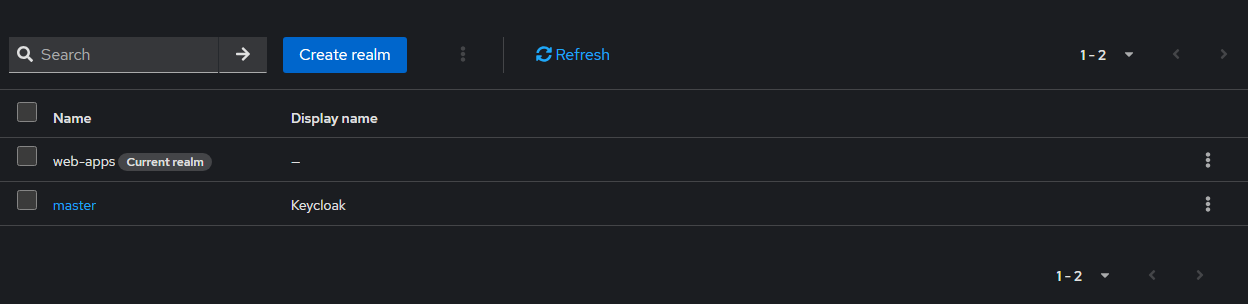 Search Create realm Refresh 1 - 2
Name Display name
web-apps Current realm –
master Keycloak
1 - 2